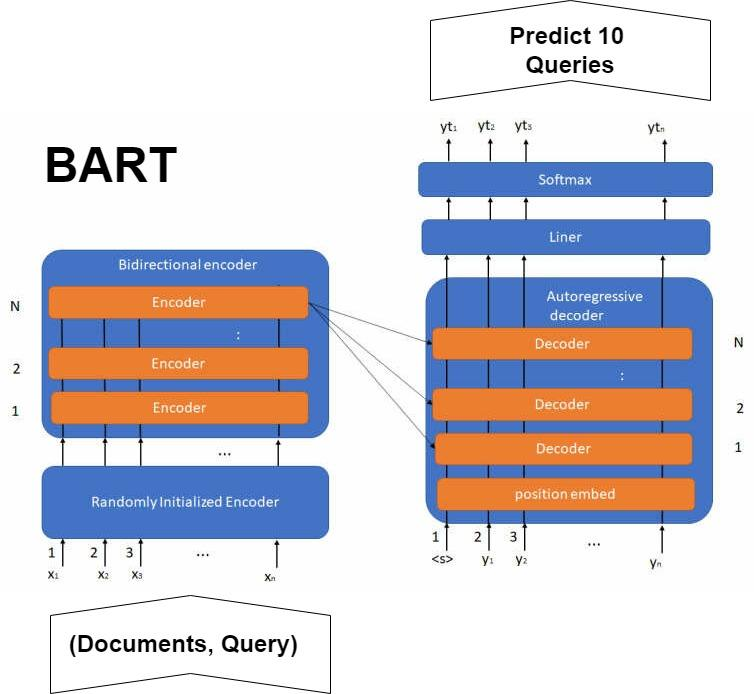 Predict 10
Queries
yt1 yt2 yt3 ytn
BART
Softmax
Liner
Bidirectional encoder
Encoder
N
:
Encoder
2
Encoder
1
...
Randomly Initialized Encoder
1 2 3 ...
x1 x2 x3 xn
(Documents, Query)
Autoregressive
decoder
Decoder
N
:
Decoder
2
Decoder
1
position embed
1 2 3 ...
<s> y1 y2 yn